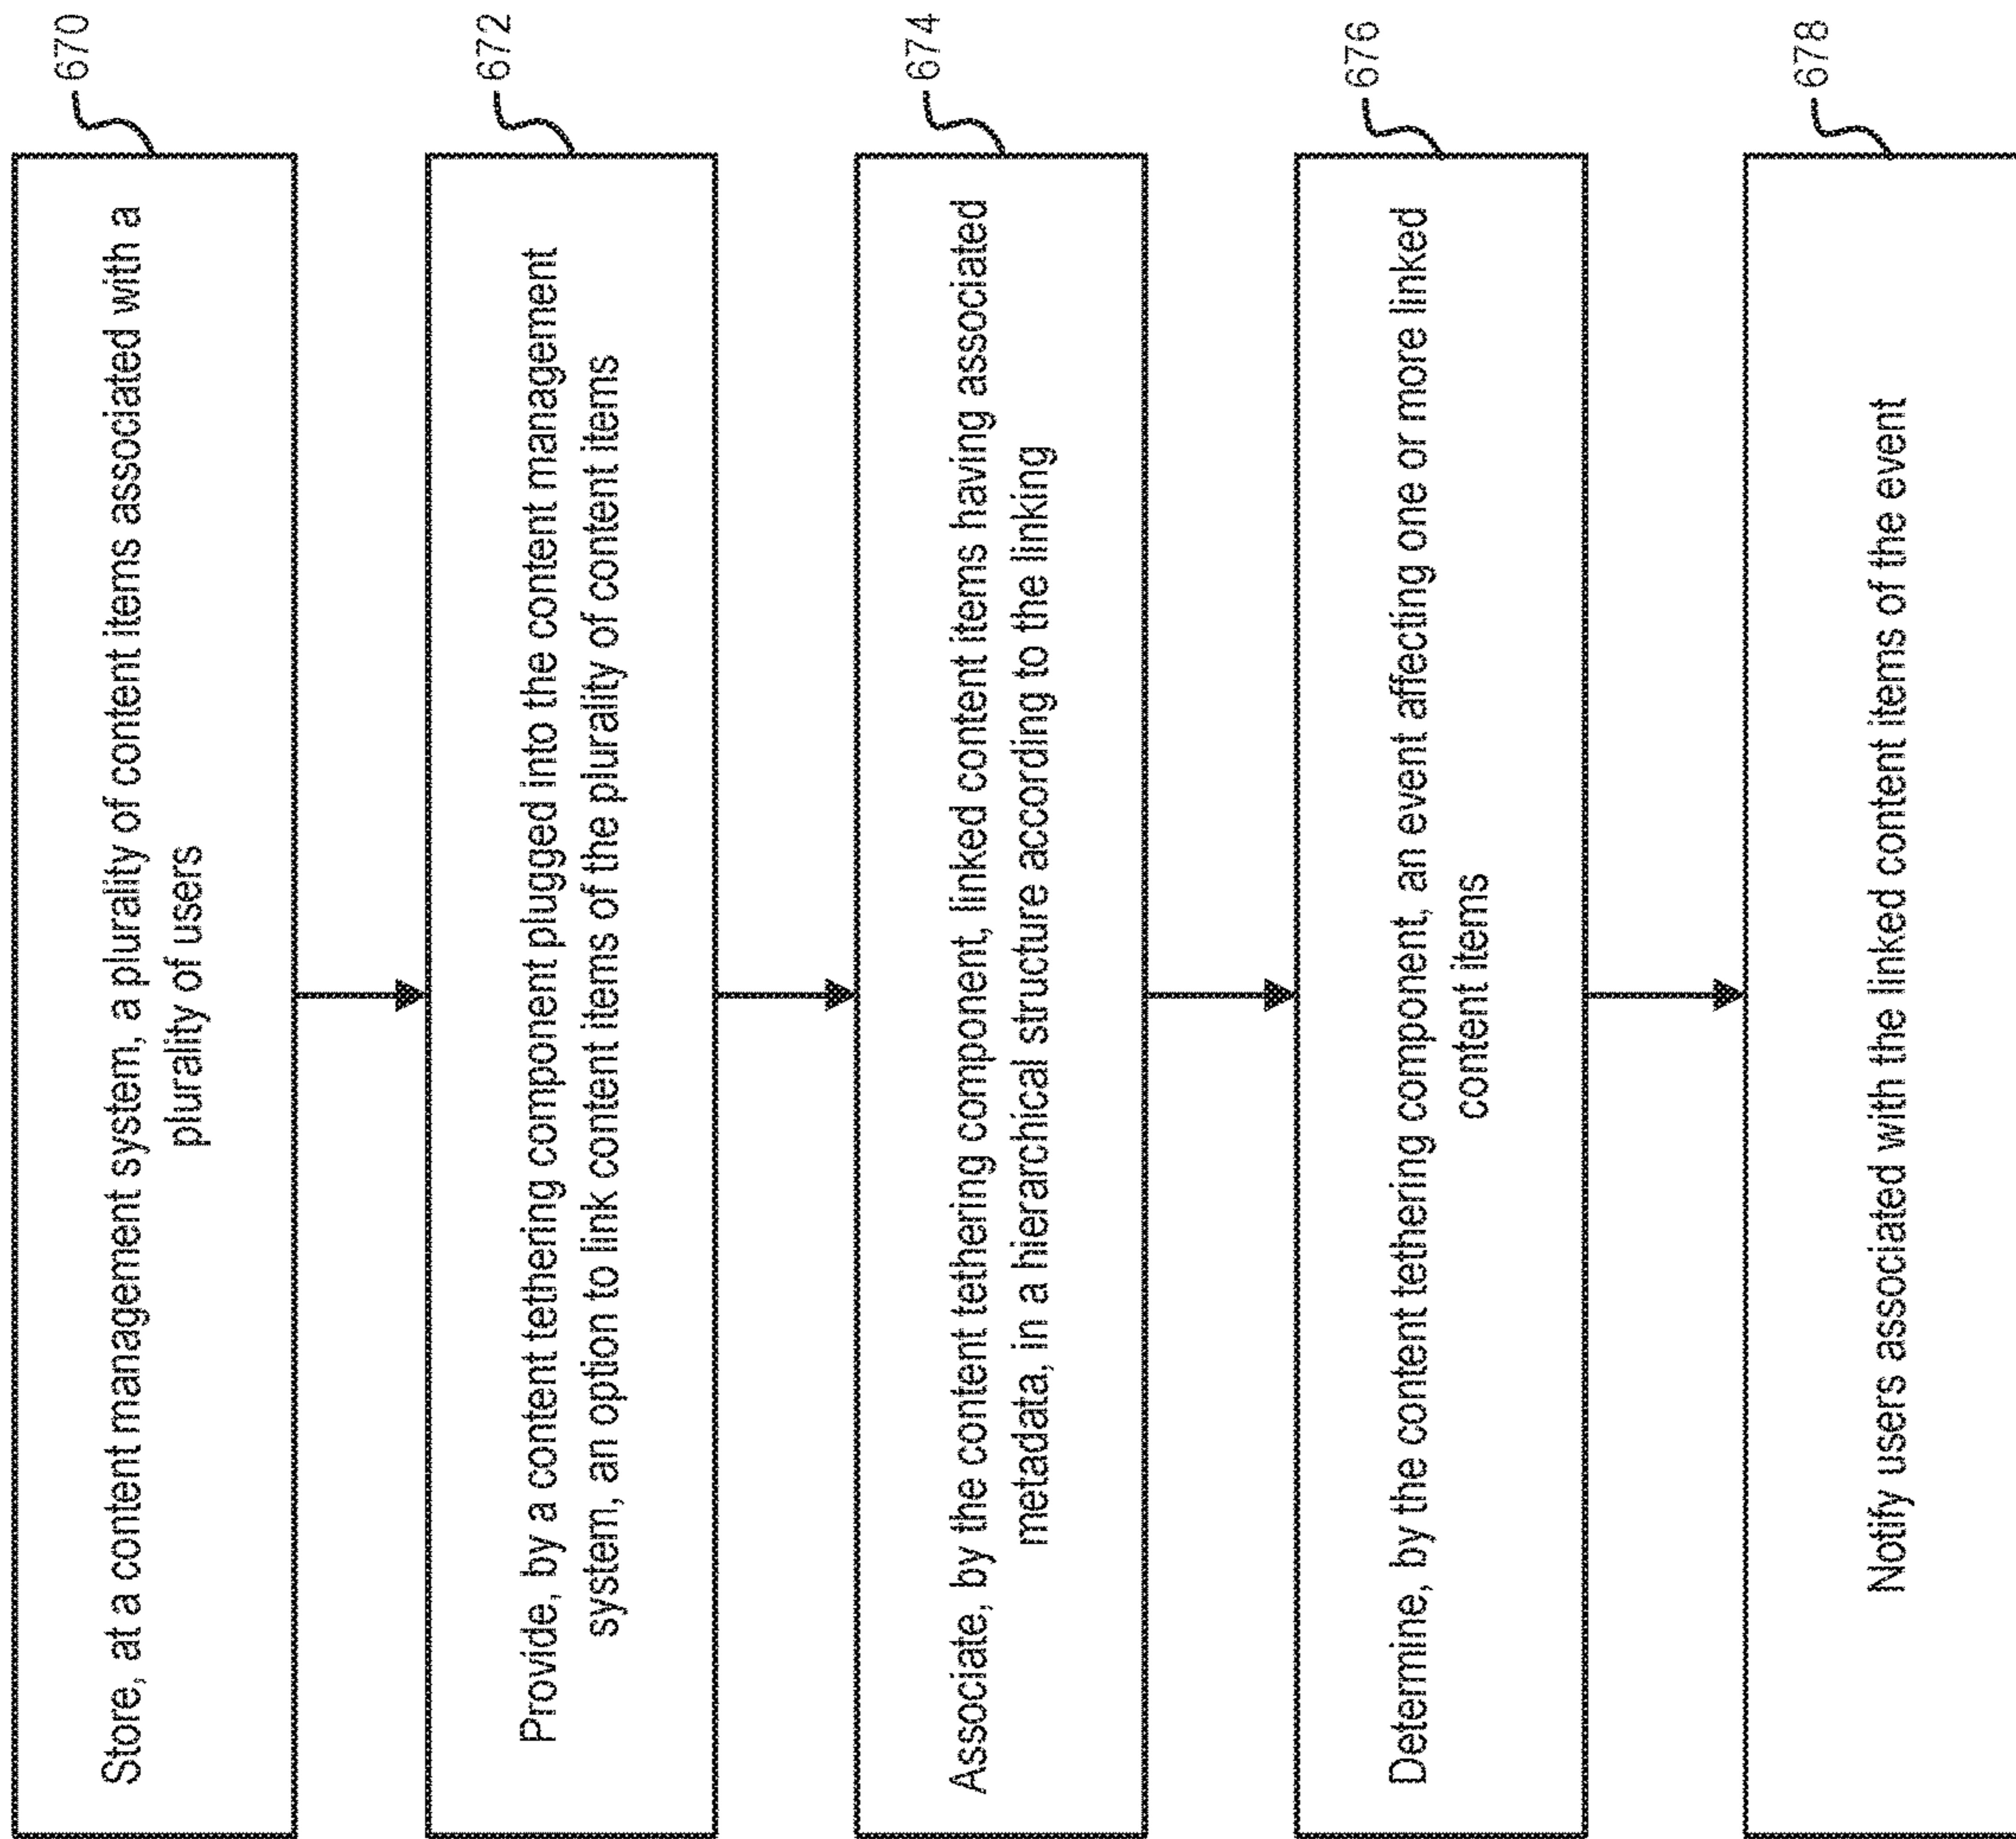 670
Store, at a content management system, a plurality of content items associated with a
plurality of users
672
Provide, by a content tethering component plugged into the content management
system, an option to link content items of the plurality of content items
674
Associate, by the content tethering component, linked content items having associated
metadata, in a hierarchical structure according to the linking
676
Determine, by the content tethering component, an event affecting one or more linked
content items
678
Notify users associated with the linked content items of the event